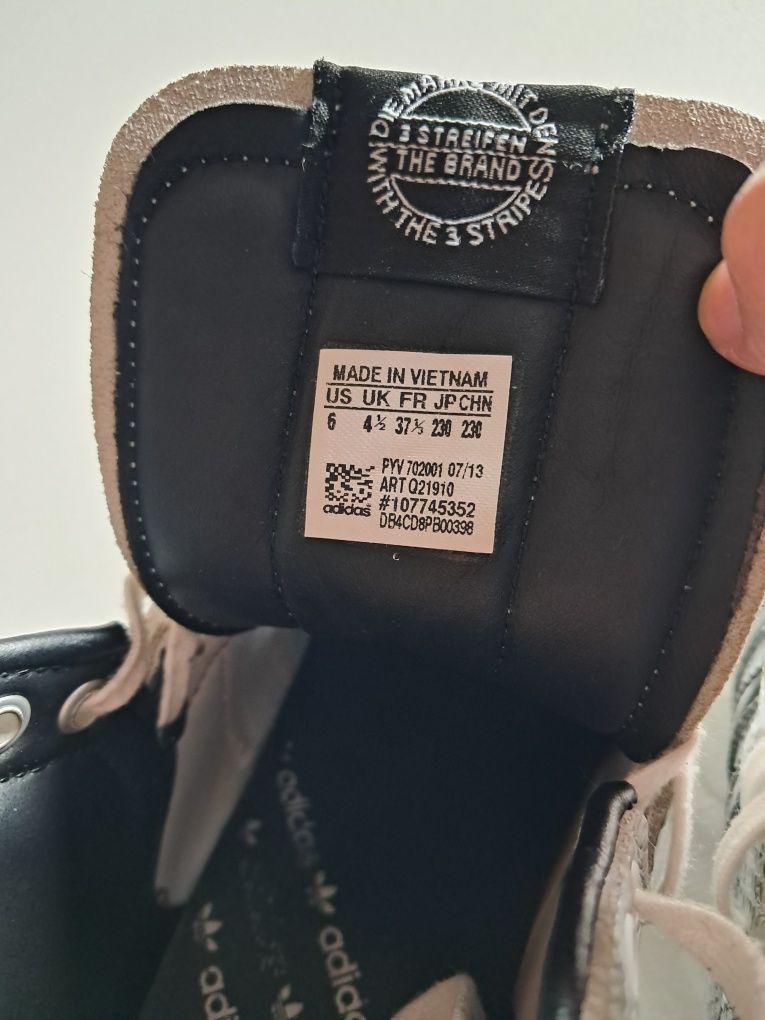 DIE MARKE MIT DEN
3 STREIFEN
THE BRAND
WITH THE 3 STRIPES
MADE IN VIETNAM
US UK FR JP CHN
6 4½ 37⅓ 230 230
PYV 702001 07/13
ART Q21910
#107745352
adidas
DB4CD8PB00398
adidas
adidas
adi